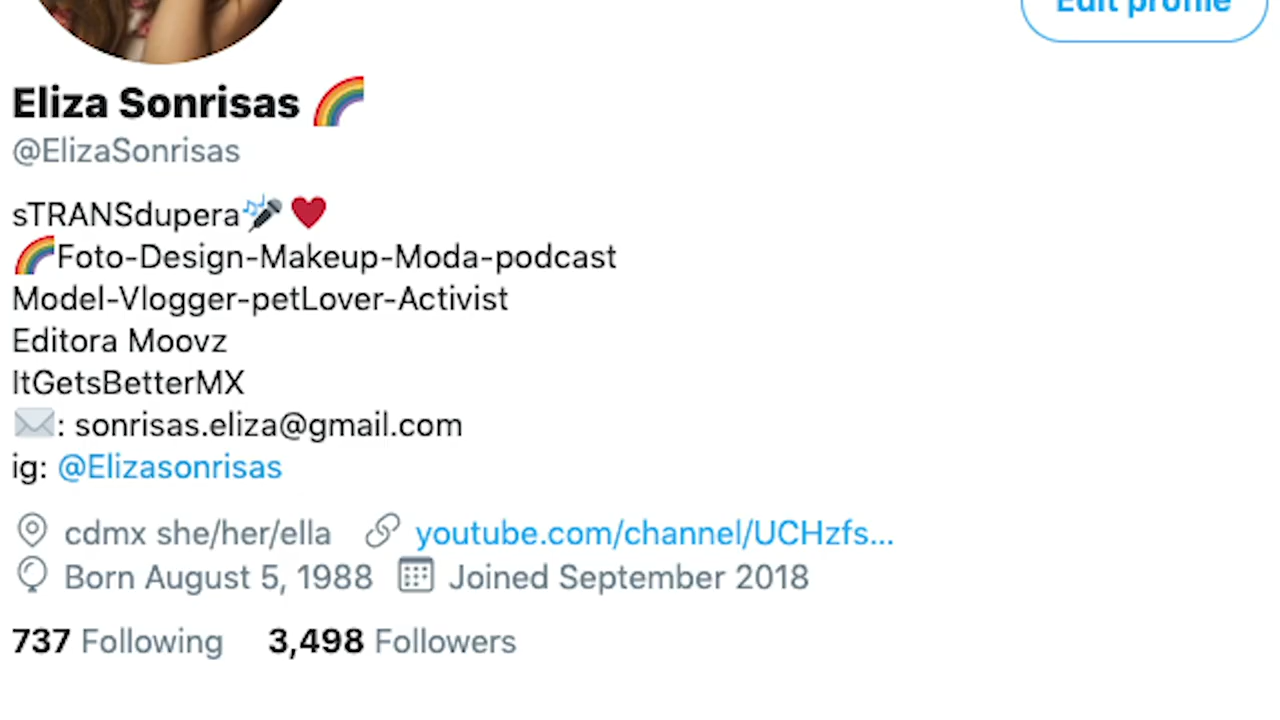 Edit profile
Eliza Sonrisas 🌈
@ElizaSonrisas
sTRANSdupera🎤❤️
🌈Foto-Design-Makeup-Moda-podcast
Model-Vlogger-petLover-Activist
Editora Moovz
ItGetsBetterMX
✉️: sonrisas.eliza@gmail.com
ig: @Elizasonrisas
cdmx she/her/ella youtube.com/channel/UCHzfs...
Born August 5, 1988 Joined September 2018
737 Following 3,498 Followers